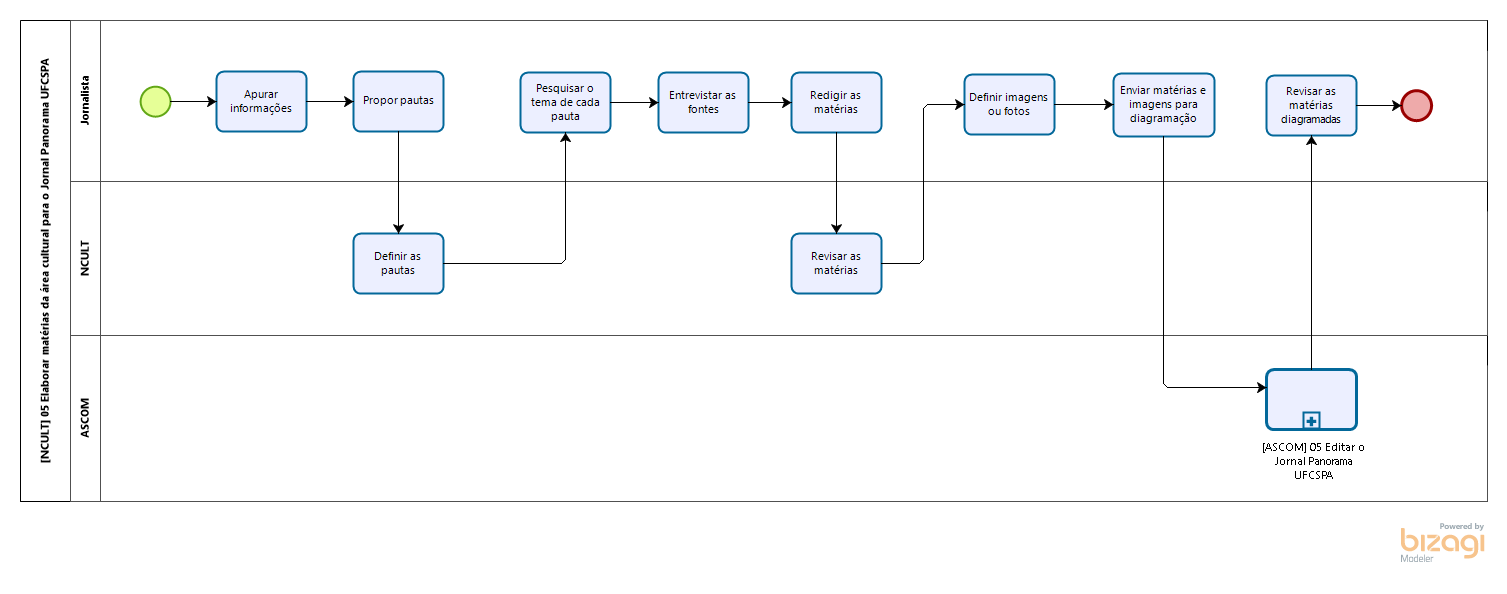 [NCULT] 05 Elaborar matérias da área cultural para o Jornal Panorama UFCSPA
Jornalista
Apurar
informações
Propor pautas
Pesquisar o
tema de cada
pauta
Entrevistar as
fontes
Redigir as
matérias
Definir imagens
ou fotos
Enviar matérias e
imagens para
diagramação
Revisar as
matérias
diagramadas
NCULT
Definir as
pautas
Revisar as
matérias
ASCOM
[ASCOM] 05 Editar o
Jornal Panorama
UFCSPA
Powered by
bizagi
Modeler